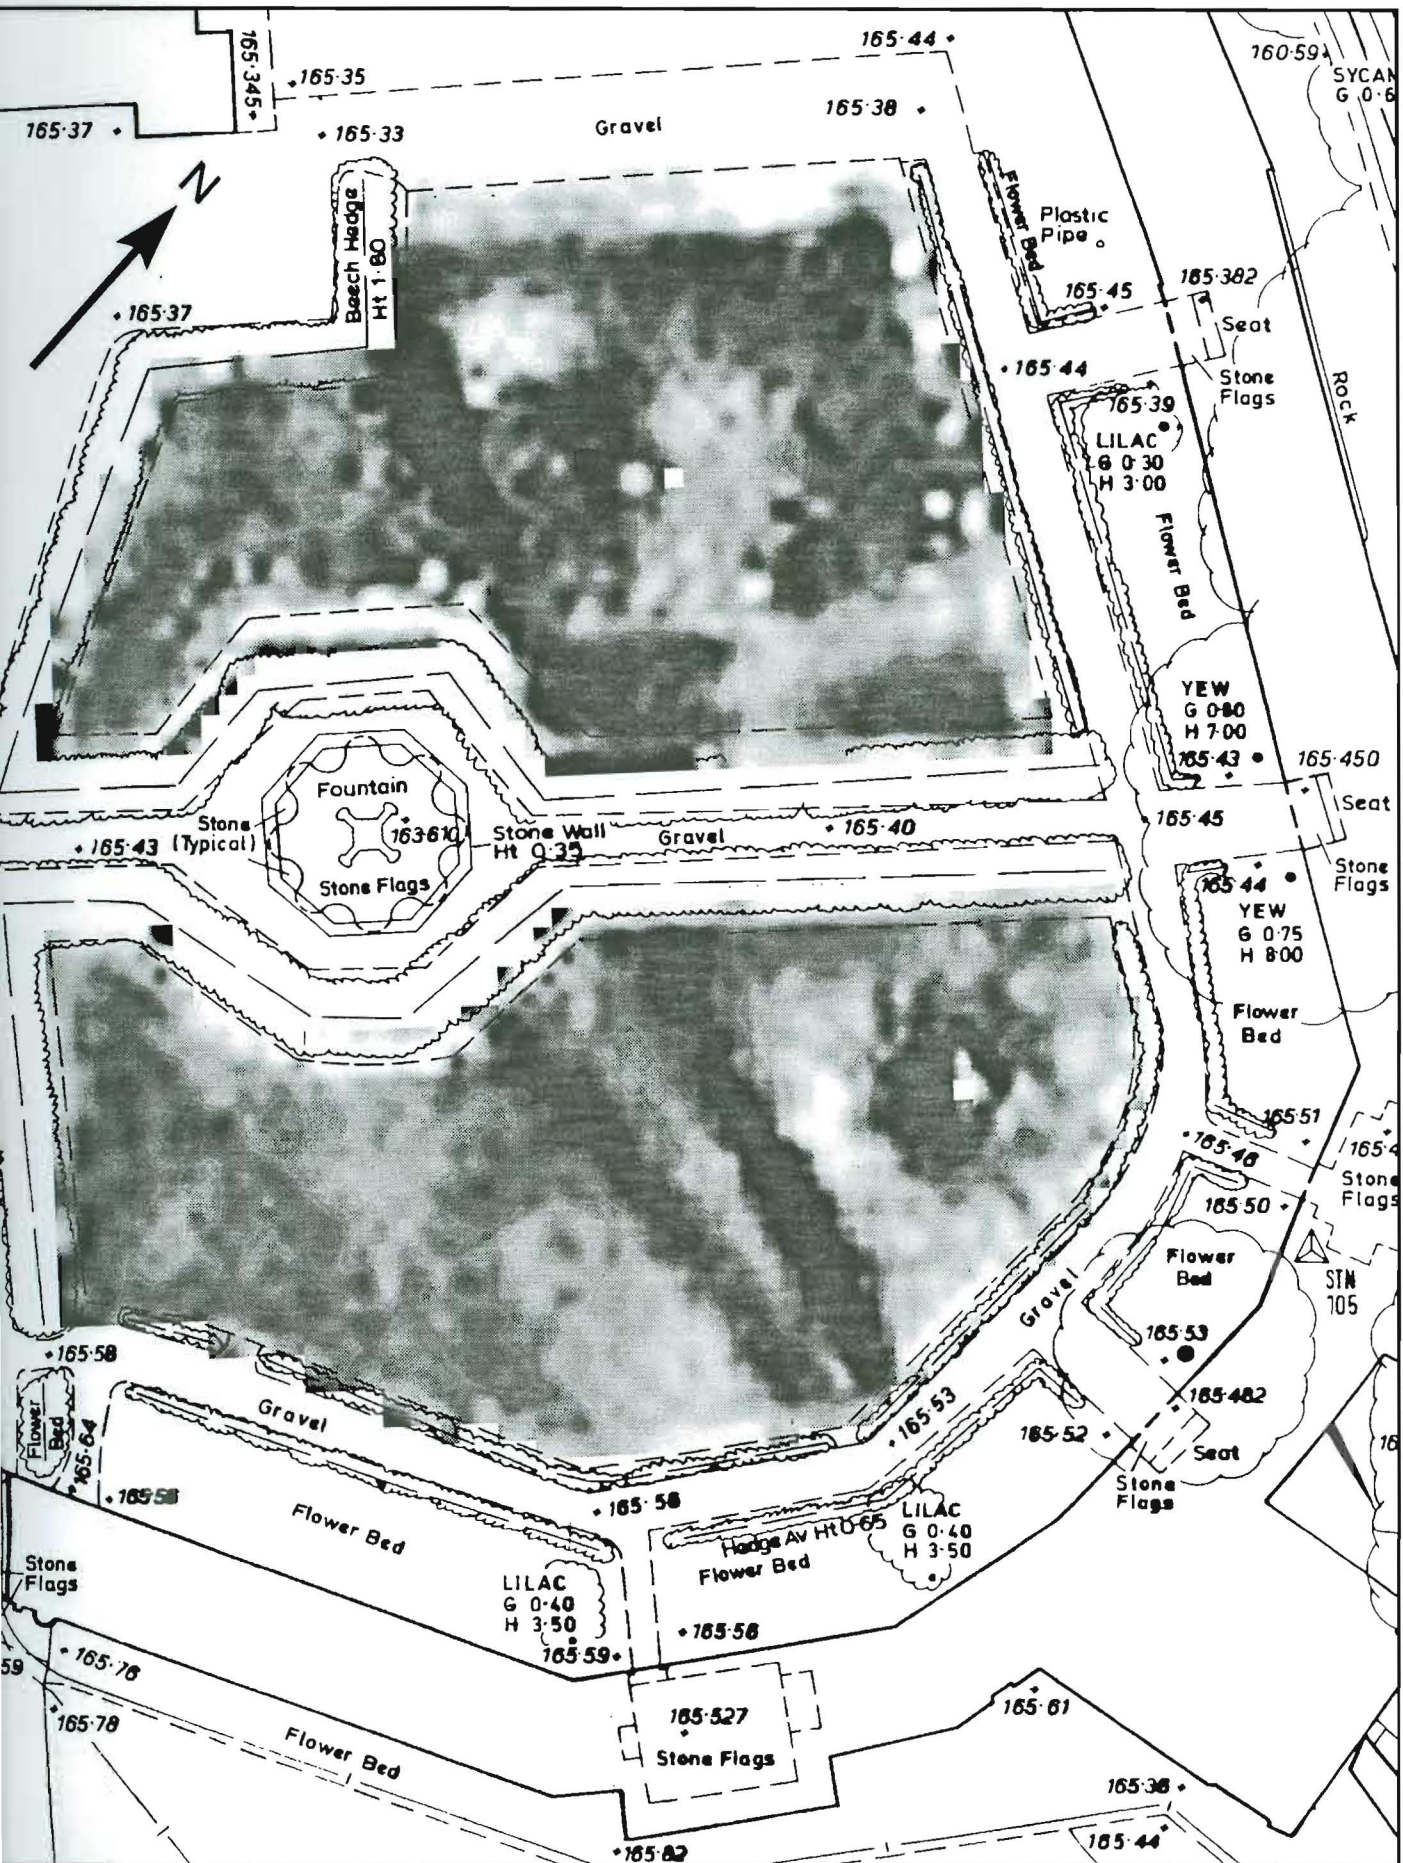 165·44
160·59
165·345
165·35
SYCAM
G 0·6
165·38
165·37
165·33
Gravel
N
Beech Hedge
Ht 1·80
Flower Bed
Plastic
Pipe
165·37
165·45
165·382
Seat
165·44
Stone
Flags
Rock
165·39
LILAC
G 0·30
H 3·00
Flower Bed
YEW
G 0·80
H 7·00
165·43
165·450
Seat
Fountain
Stone
(Typical)
163·610
Stone Wall
Ht 0·35
Gravel
165·40
165·45
165·43
Stone Flags
Stone
Flags
165·44
YEW
G 0·75
H 8·00
Flower
Bed
165·51
165·46
165·4
Stone
Flags
165·50
Flower
Bed
STN
105
Gravel
165·53
165·58
165·482
Flower
Bed
165·64
Gravel
165·53
165·52
Seat
16
Stone
Flags
165·58
165·58
Flower Bed
LILAC
G 0·40
H 3·50
Hedge Av Ht 0·65
Flower Bed
Stone
Flags
LILAC
G 0·40
H 3·50
165·58
165·59
59
165·76
165·78
165·527
165·61
Flower Bed
Stone Flags
165·36
165·44
165·82